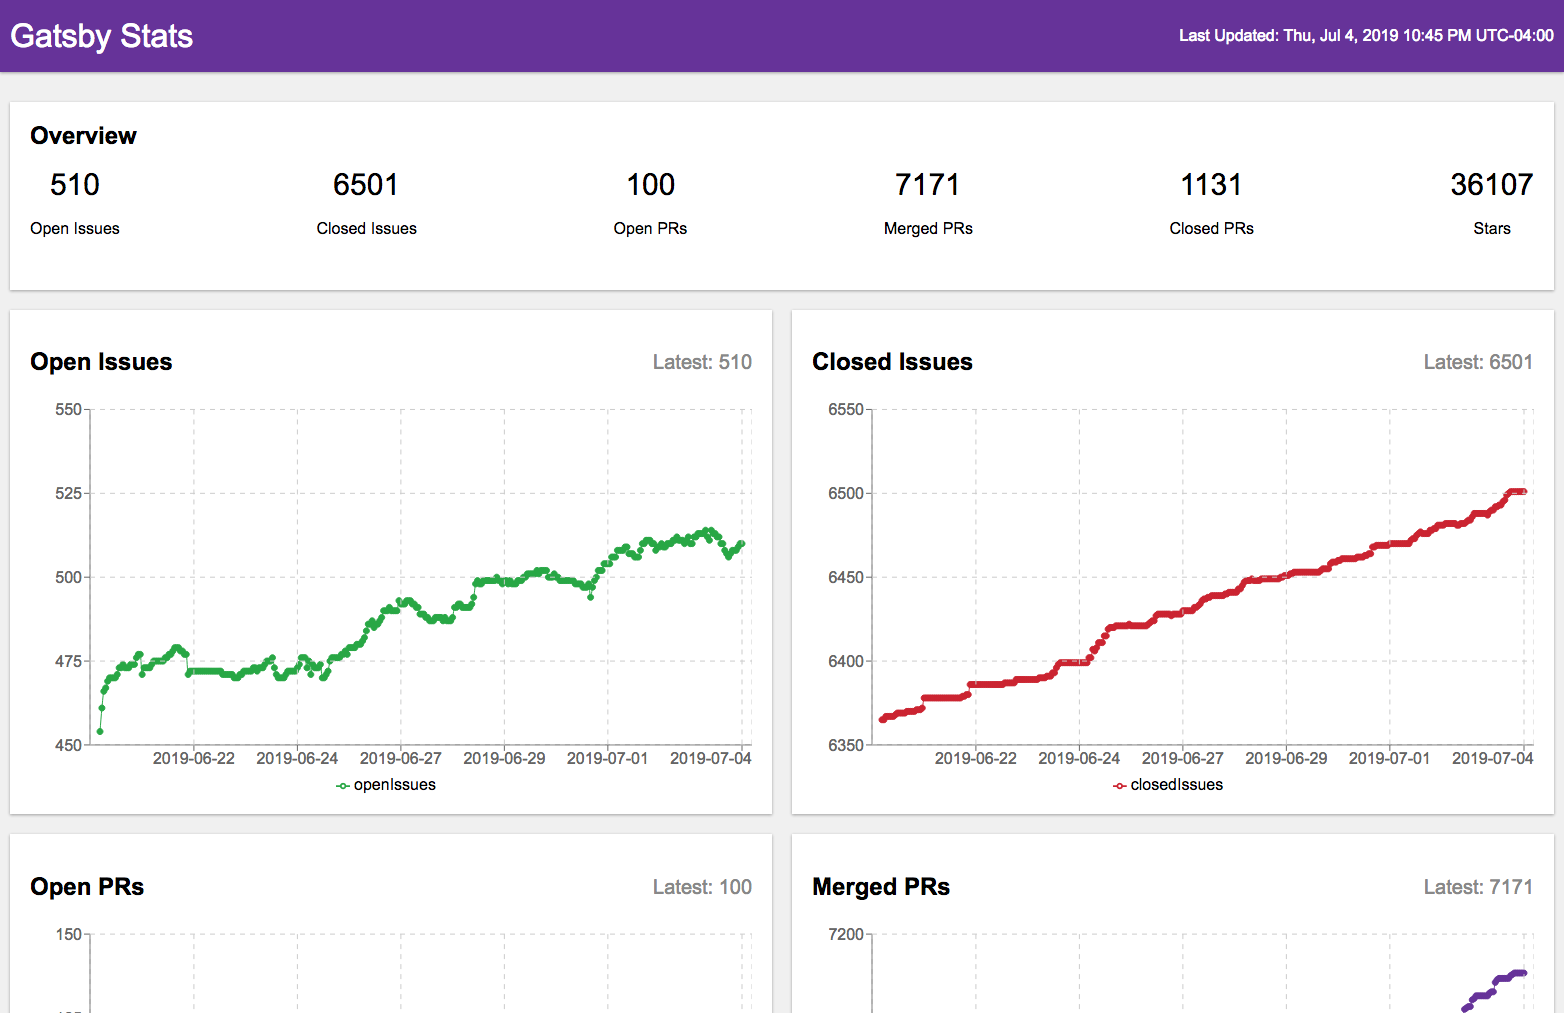 Gatsby Stats
Last Updated: Thu, Jul 4, 2019 10:45 PM UTC-04:00
Overview
510 6501 100 7171 1131 36107
Open Issues Closed Issues Open PRs Merged PRs Closed PRs Stars
Open Issues
Latest: 510
550
525
500
475
450
2019-06-22 2019-06-24 2019-06-27 2019-06-29 2019-07-01 2019-07-04
openIssues
Closed Issues
Latest: 6501
6550
6500
6450
6400
6350
2019-06-22 2019-06-24 2019-06-27 2019-06-29 2019-07-01 2019-07-04
closedIssues
Open PRs
Latest: 100
150
Merged PRs
Latest: 7171
7200